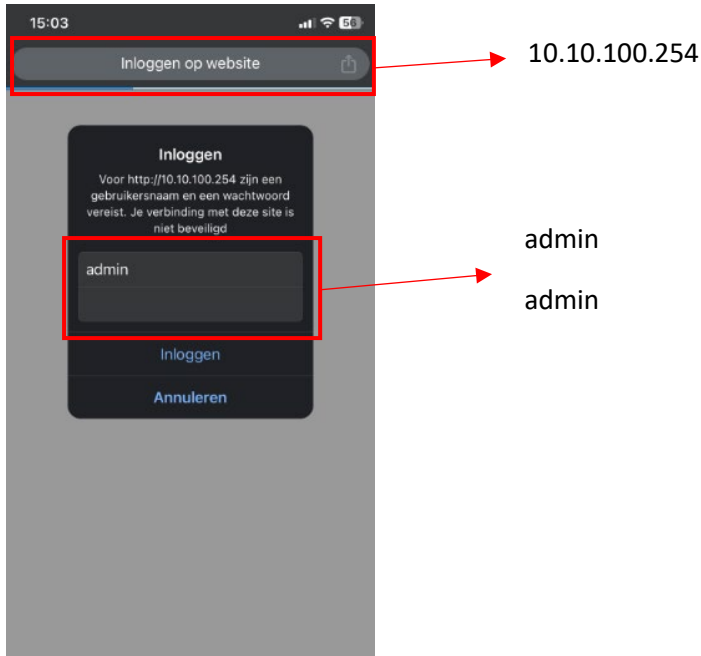 15:03
56
Inloggen op website
10.10.100.254
Inloggen
Voor http://10.10.100.254 zijn een
gebruikersnaam en een wachtwoord
vereist. Je verbinding met deze site is
niet beveiligd
admin
admin
admin
Inloggen
Annuleren